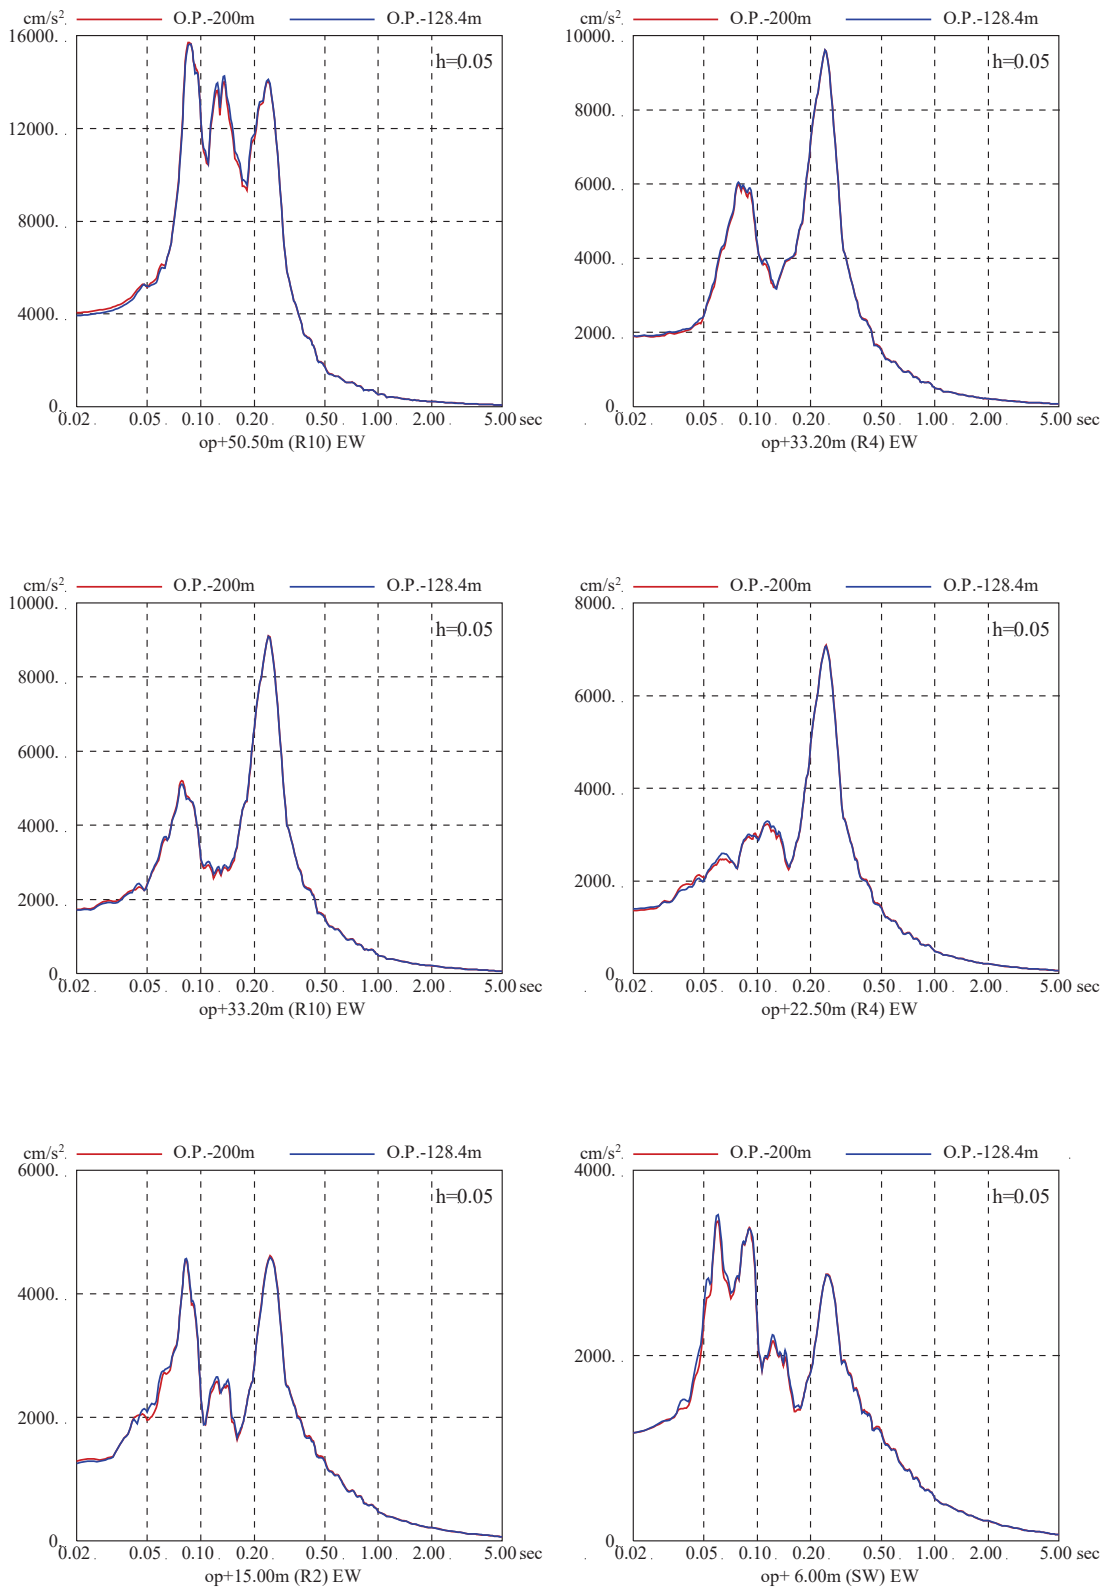 cm/s². O.P.-200m O.P.-128.4m
16000.
h=0.05
12000.
8000.
4000.
0.
0.02 0.05 0.10 0.20 0.50 1.00 2.00 5.00 sec
op+50.50m (R10) EW
cm/s². O.P.-200m O.P.-128.4m
10000.
h=0.05
8000.
6000.
4000.
2000.
0.
0.02 0.05 0.10 0.20 0.50 1.00 2.00 5.00 sec
op+33.20m (R4) EW
cm/s². O.P.-200m O.P.-128.4m
10000.
h=0.05
8000.
6000.
4000.
2000.
0.
0.02 0.05 0.10 0.20 0.50 1.00 2.00 5.00 sec
op+33.20m (R10) EW
cm/s². O.P.-200m O.P.-128.4m
8000.
h=0.05
6000.
4000.
2000.
0.
0.02 0.05 0.10 0.20 0.50 1.00 2.00 5.00 sec
op+22.50m (R4) EW
cm/s². O.P.-200m O.P.-128.4m
6000.
h=0.05
4000.
2000.
0.
0.02 0.05 0.10 0.20 0.50 1.00 2.00 5.00 sec
op+15.00m (R2) EW
cm/s². O.P.-200m O.P.-128.4m
4000.
h=0.05
2000.
0.
0.02 0.05 0.10 0.20 0.50 1.00 2.00 5.00 sec
op+ 6.00m (SW) EW